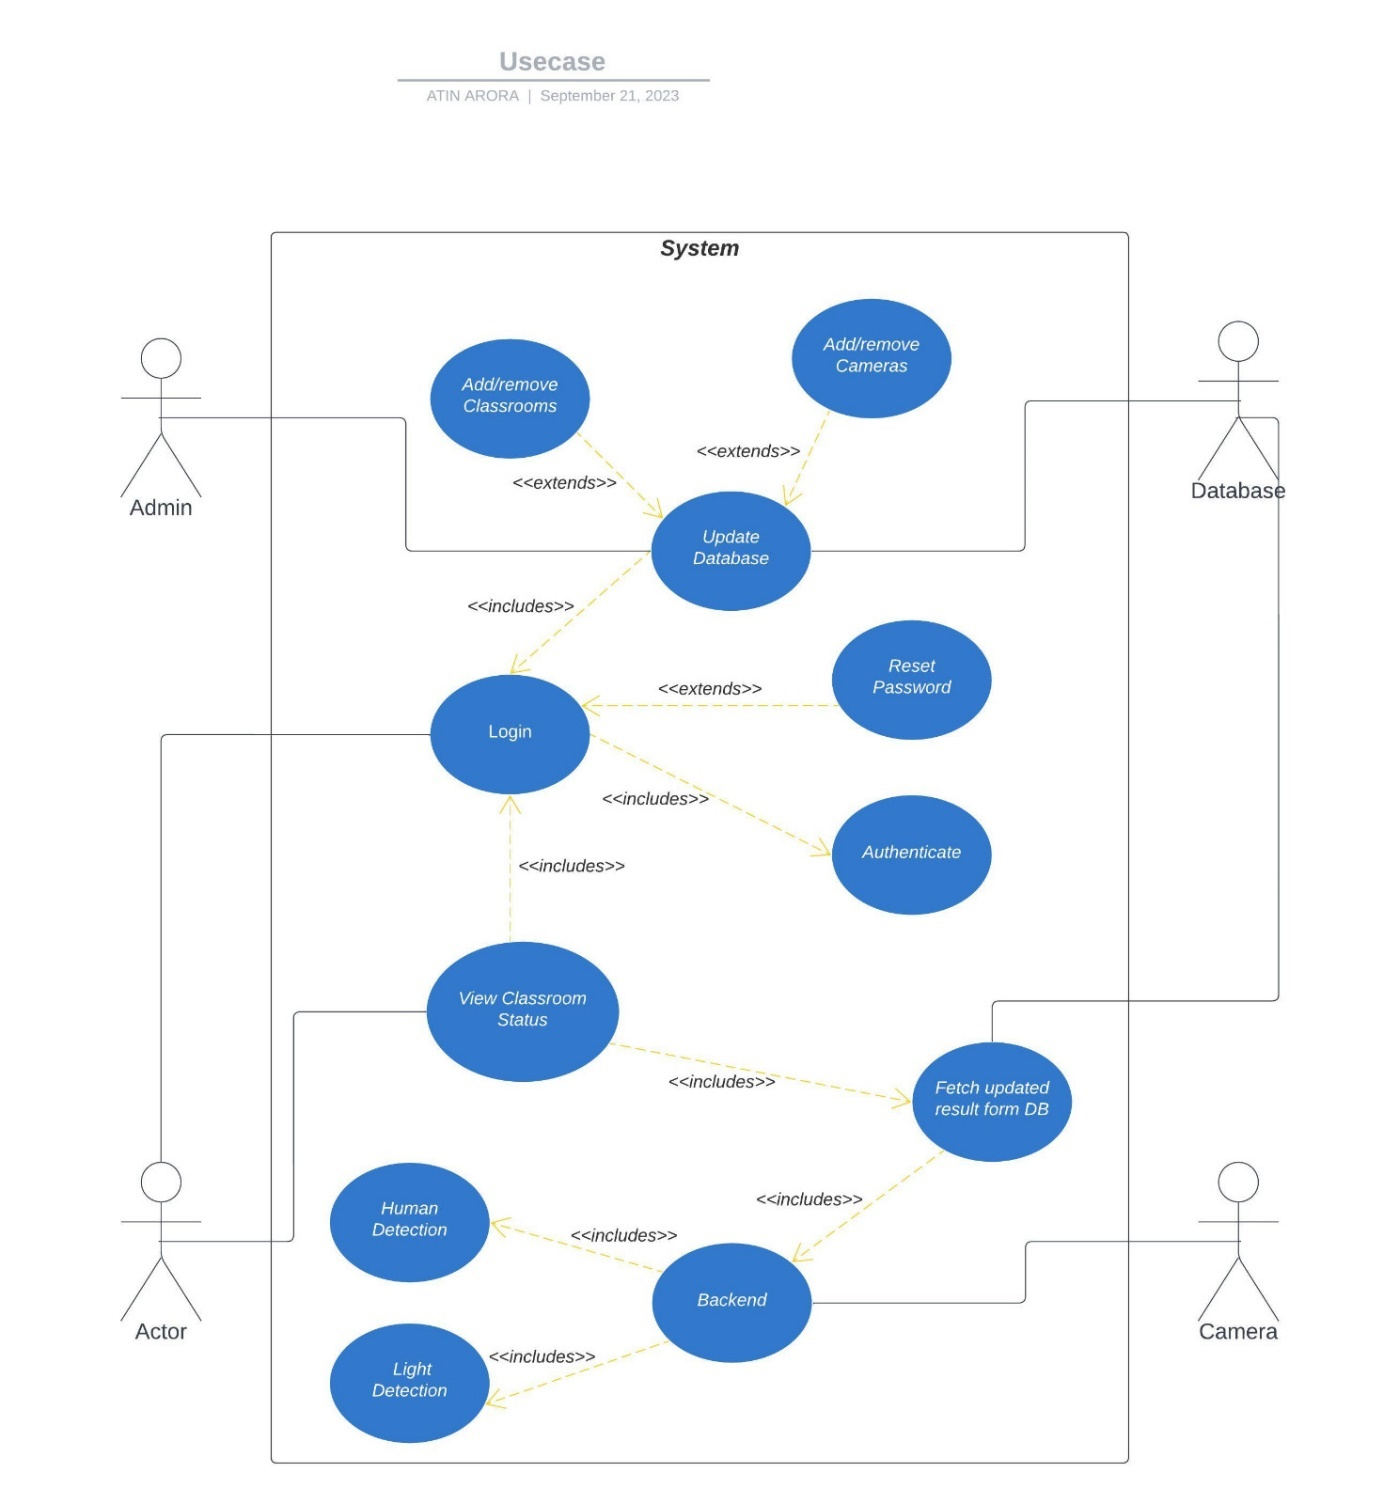 Usecase
ATIN ARORA | September 21, 2023
System
Add/remove
Cameras
Add/remove
Classrooms
<<extends>>
<<extends>>
Admin
Database
Update
Database
<<includes>>
Reset
Password
<<extends>>
Login
<<includes>>
Authenticate
<<includes>>
View Classroom
Status
<<includes>>
Fetch updated
result form DB
<<includes>>
Human
Detection
<<includes>>
Backend
Actor
Camera
<<includes>>
Light
Detection